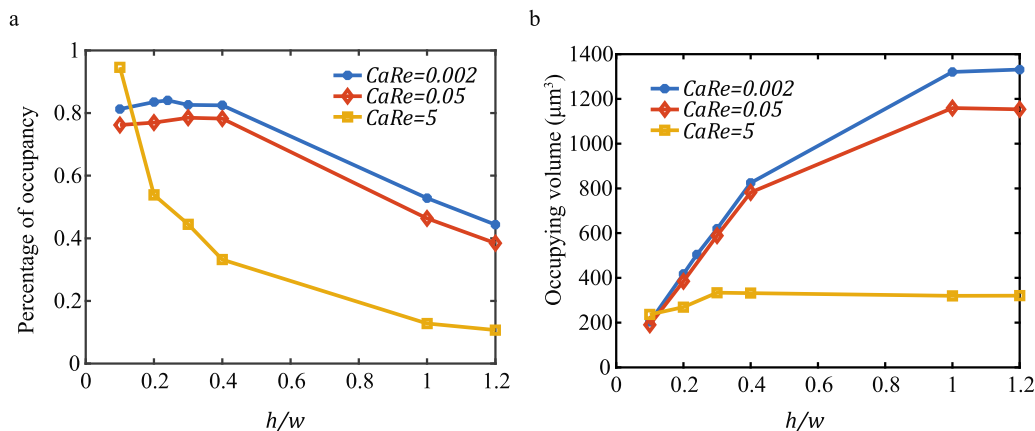 a
Percentage of occupancy
1
0.8
0.6
0.4
0.2
0
0
0.2
0.4
0.6
0.8
1
1.2
h/w
CaRe=0.002
CaRe=0.05
CaRe=5
b
Occupying volume (μm³)
1400
1200
1000
800
600
400
200
0
0
0.2
0.4
0.6
0.8
1
1.2
h/w
CaRe=0.002
CaRe=0.05
CaRe=5